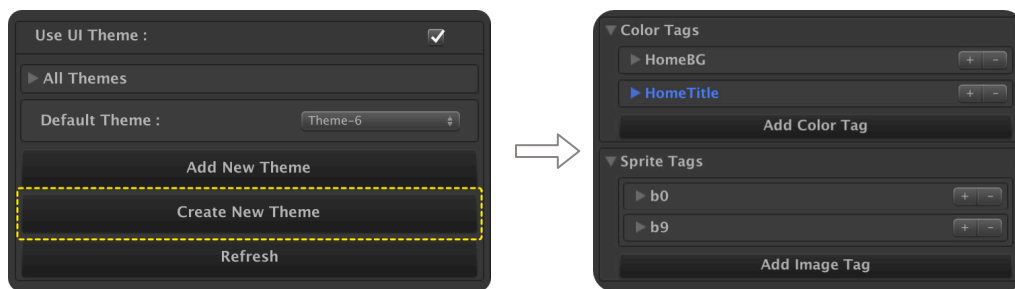 Use UI Theme :
All Themes
Default Theme :
Theme-6
Add New Theme
Create New Theme
Refresh
Color Tags
HomeBG
+ -
HomeTitle
+ -
Add Color Tag
Sprite Tags
b0
+ -
b9
+ -
Add Image Tag